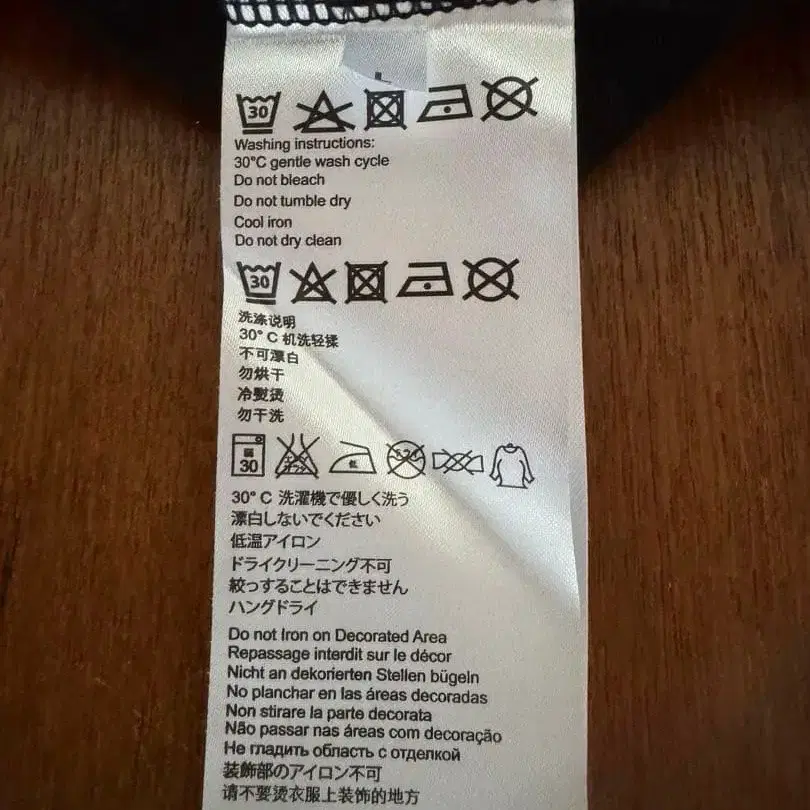 L
30
Washing instructions:
30°C gentle wash cycle
Do not bleach
Do not tumble dry
Cool iron
Do not dry clean
30
洗涤说明
30° C 机洗轻揉
不可漂白
勿烘干
冷熨烫
勿干洗
30 低
30° C 洗濯機で優しく洗う
漂白しないでください
低温アイロン
ドライクリーニング不可
絞っすることはできません
ハングドライ
Do not Iron on Decorated Area
Repassage interdit sur le décor
Nicht an dekorierten Stellen bügeln
No planchar en las áreas decoradas
Non stirare la parte decorata
Não passar nas áreas com decoração
Не гладить область с отделкой
装飾部のアイロン不可
请不要烫衣服上装饰的地方